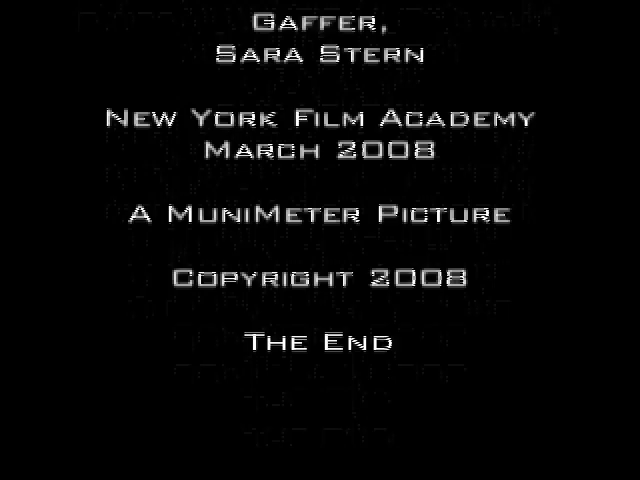 Gaffer,
Sara Stern
New York Film Academy
March 2008
A MuniMeter Picture
Copyright 2008
The End